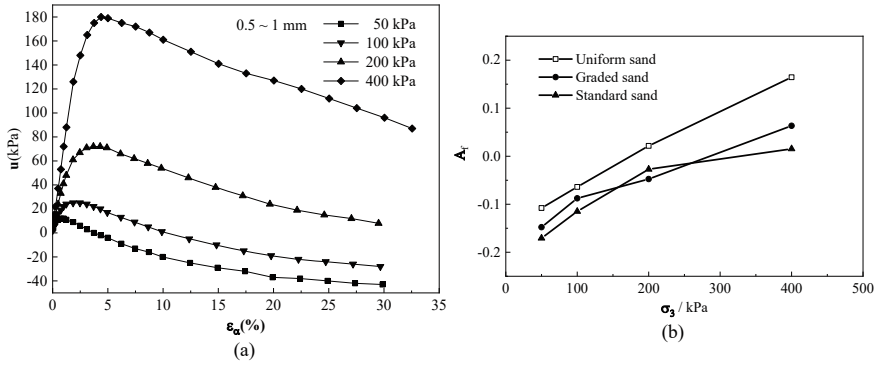 180
160
140
120
100
80
60
40
20
0
-20
-40
u(kPa)
0.5 ~ 1 mm
50 kPa
100 kPa
200 kPa
400 kPa
0 5 10 15 20 25 30 35
εα(%)
(a)
0.2
0.1
0.0
-0.1
-0.2
Af
Uniform sand
Graded sand
Standard sand
0 100 200 300 400 500
σ3 / kPa
(b)